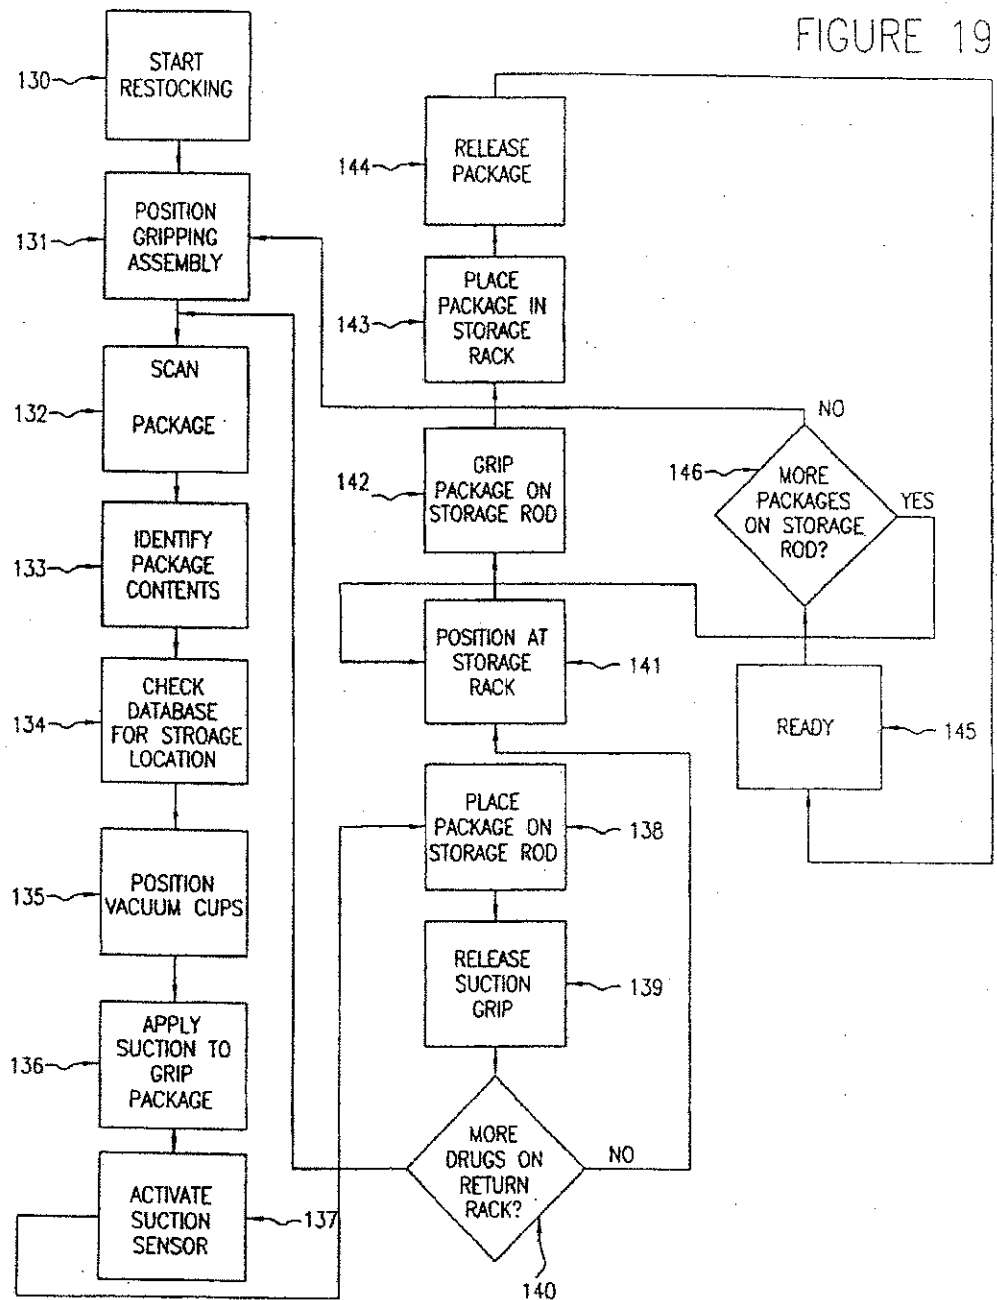 FIGURE 19
130
START
RESTOCKING
131
POSITION
GRIPPING
ASSEMBLY
132
SCAN
PACKAGE
133
IDENTIFY
PACKAGE
CONTENTS
134
CHECK
DATABASE
FOR STROAGE
LOCATION
135
POSITION
VACUUM CUPS
136
APPLY
SUCTION TO
GRIP
PACKAGE
ACTIVATE
SUCTION
SENSOR
137
PLACE
PACKAGE ON
STORAGE ROD
138
RELEASE
SUCTION
GRIP
139
MORE
DRUGS ON
RETURN
RACK?
NO
140
POSITION AT
STORAGE
RACK
141
142
GRIP
PACKAGE ON
STORAGE ROD
143
PLACE
PACKAGE IN
STORAGE
RACK
144
RELEASE
PACKAGE
READY
145
146
MORE
PACKAGES
ON STORAGE
ROD?
NO
YES